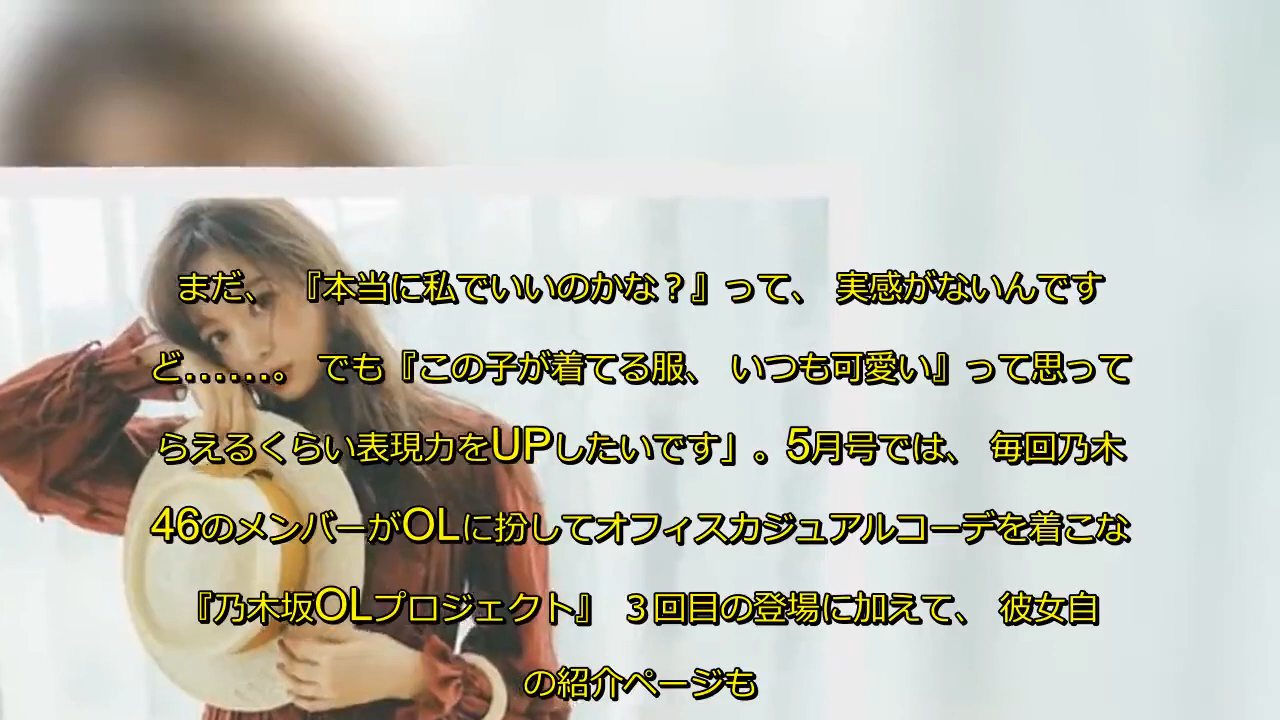 まだ、 『本当に私でいいのかな？』って、 実感がないんです
ど……。 でも『この子が着てる服、 いつも可愛い』って思って
らえるくらい表現力をUPしたいです」。5月号では、 毎回乃木
46のメンバーがOLに扮してオフィスカジュアルコーデを着こな
『乃木坂OLプロジェクト』 ３回目の登場に加えて、 彼女自
の紹介ページも